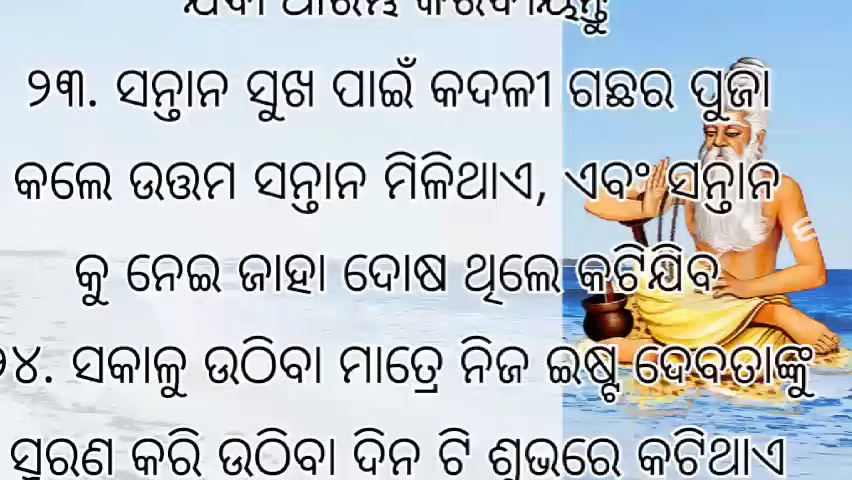 ୨୩. ସନ୍ତାନ ସୁଖ ପାଇଁ କଦଳୀ ଗଛର ପୁଜା
କଲେ ଉତ୍ତମ ସନ୍ତାନ ମିଳିଥାଏ, ଏବଂ ସନ୍ତାନ
କୁ ନେଇ ଜାହା ଦୋଷ ଥିଲେ କଟିଯିବ
୨୪. ସକାଳୁ ଉଠିବା ମାତ୍ରେ ନିଜ ଇଷ୍ଟ ଦେବତାଙ୍କୁ
ସ୍ମରଣ କରି ଉଠିବା ଦିନ ଟି ଶୁଭରେ କଟିଥାଏ